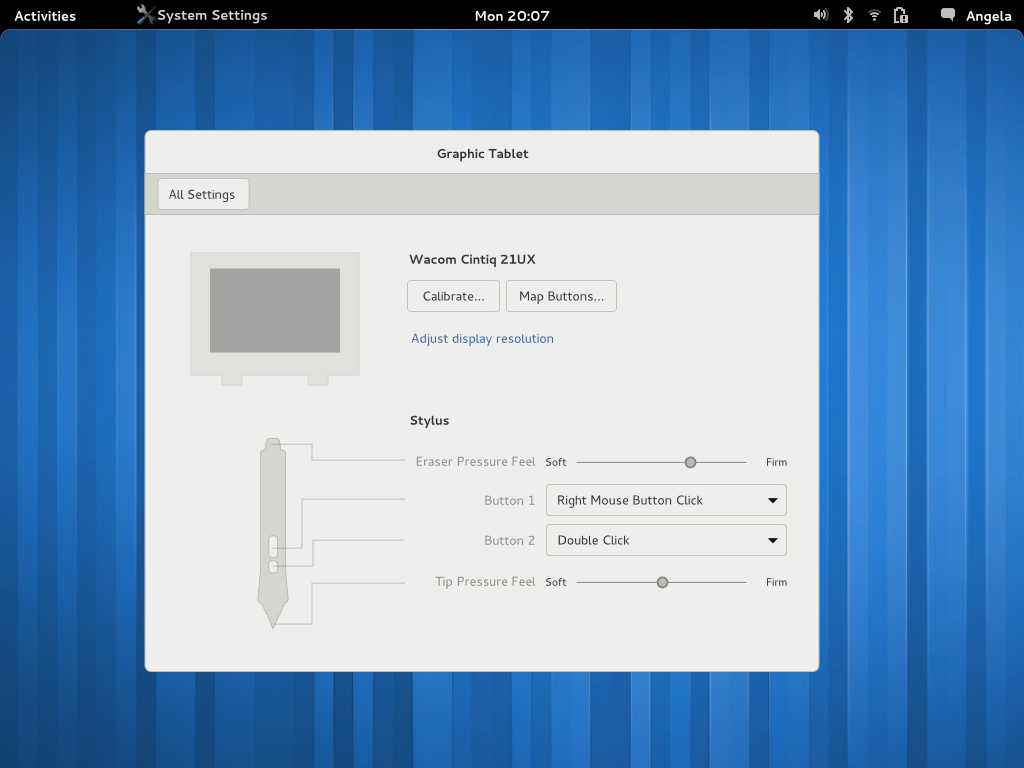 Activities
System Settings
Mon 20:07
Angela
Graphic Tablet
All Settings
Wacom Cintiq 21UX
Calibrate...
Map Buttons...
Adjust display resolution
Stylus
Eraser Pressure Feel
Soft
Firm
Button 1
Right Mouse Button Click
Button 2
Double Click
Tip Pressure Feel
Soft
Firm